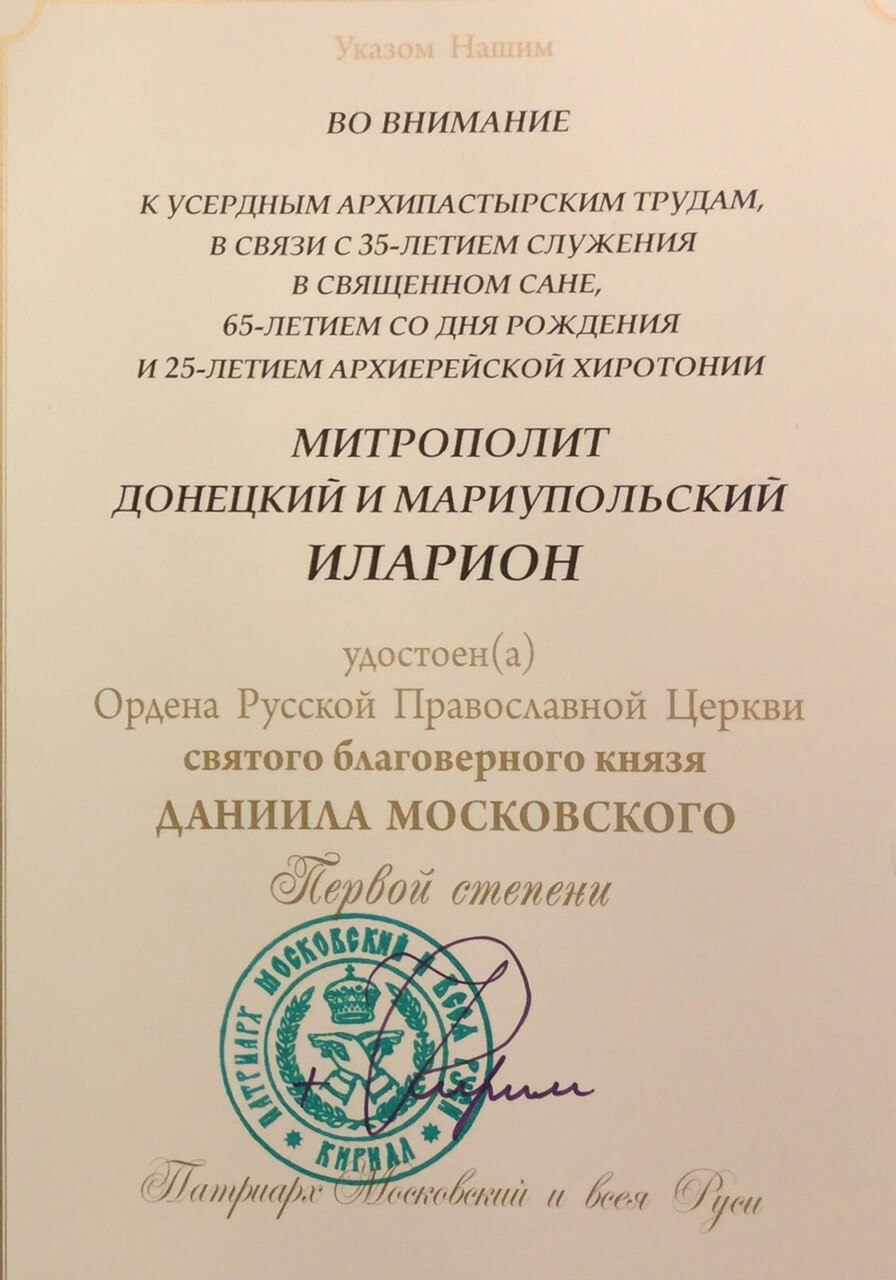 Указом Нашим
ВО ВНИМАНИЕ
К УСЕРДНЫМ АРХИПАСТЫРСКИМ ТРУДАМ,
В СВЯЗИ С 35-ЛЕТИЕМ СЛУЖЕНИЯ
В СВЯЩЕННОМ САНЕ,
65-ЛЕТИЕМ СО ДНЯ РОЖДЕНИЯ
И 25-ЛЕТИЕМ АРХИЕРЕЙСКОЙ ХИРОТОНИИ
МИТРОПОЛИТ
ДОНЕЦКИЙ И МАРИУПОЛЬСКИЙ
ИЛАРИОН
удостоен(а)
Ордена Русской Православной Церкви
святого благоверного князя
ДАНИИЛА МОСКОВСКОГО
Первой степени
ПАТРИАРХ МОСКОВСКИЙ И ВСЕЯ РУСИ
КИРИЛЛ
+ Кирилл
Патриарх Московский и всея Руси